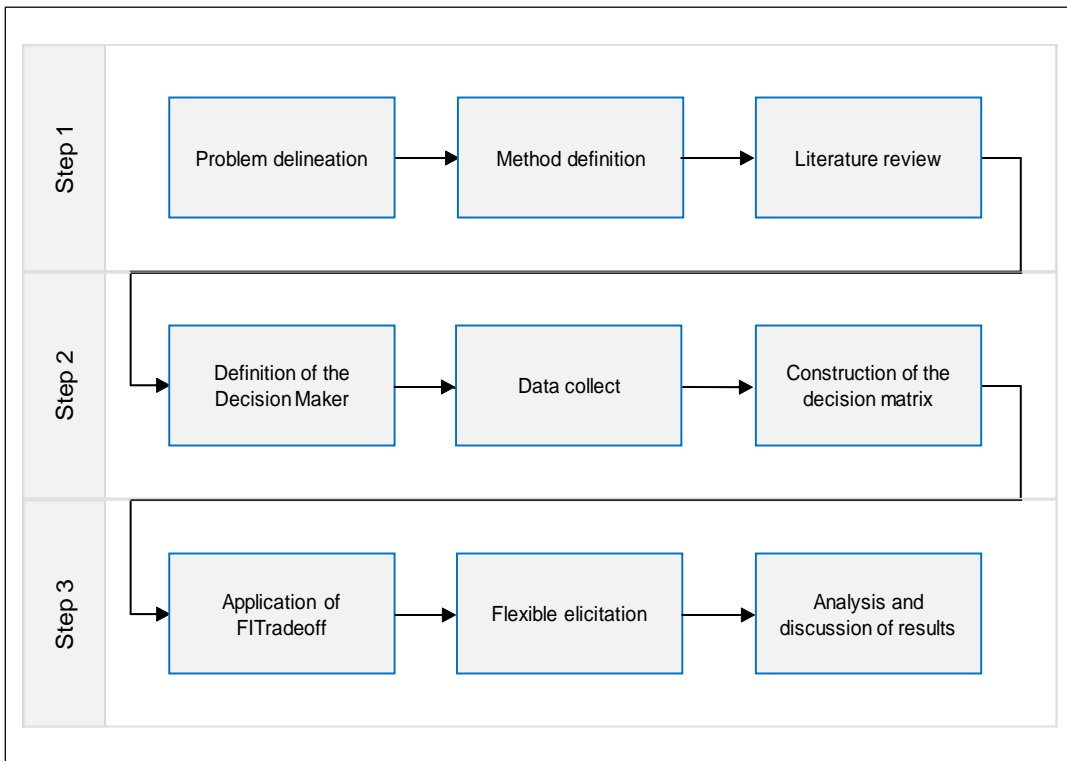 Step 1
Problem delineation
Method definition
Literature review
Step 2
Definition of the
Decision Maker
Data collect
Construction of the
decision matrix
Step 3
Application of
FITradeoff
Flexible elicitation
Analysis and
discussion of results